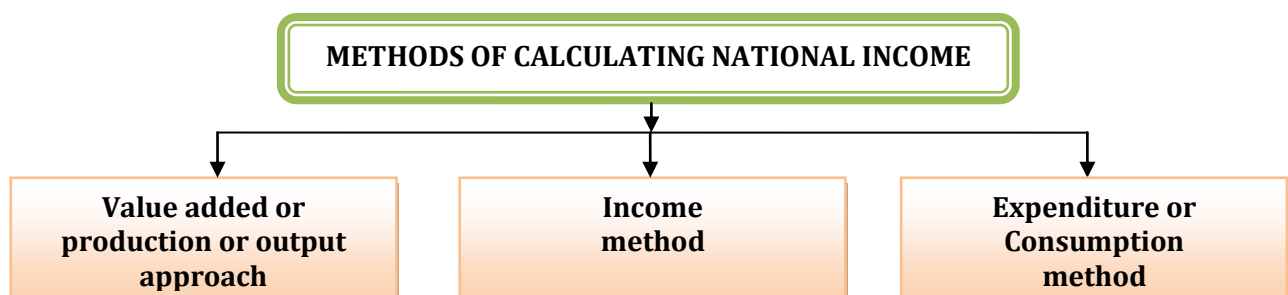 METHODS OF CALCULATING NATIONAL INCOME
Value added or
production or output
approach
Income
method
Expenditure or
Consumption
method